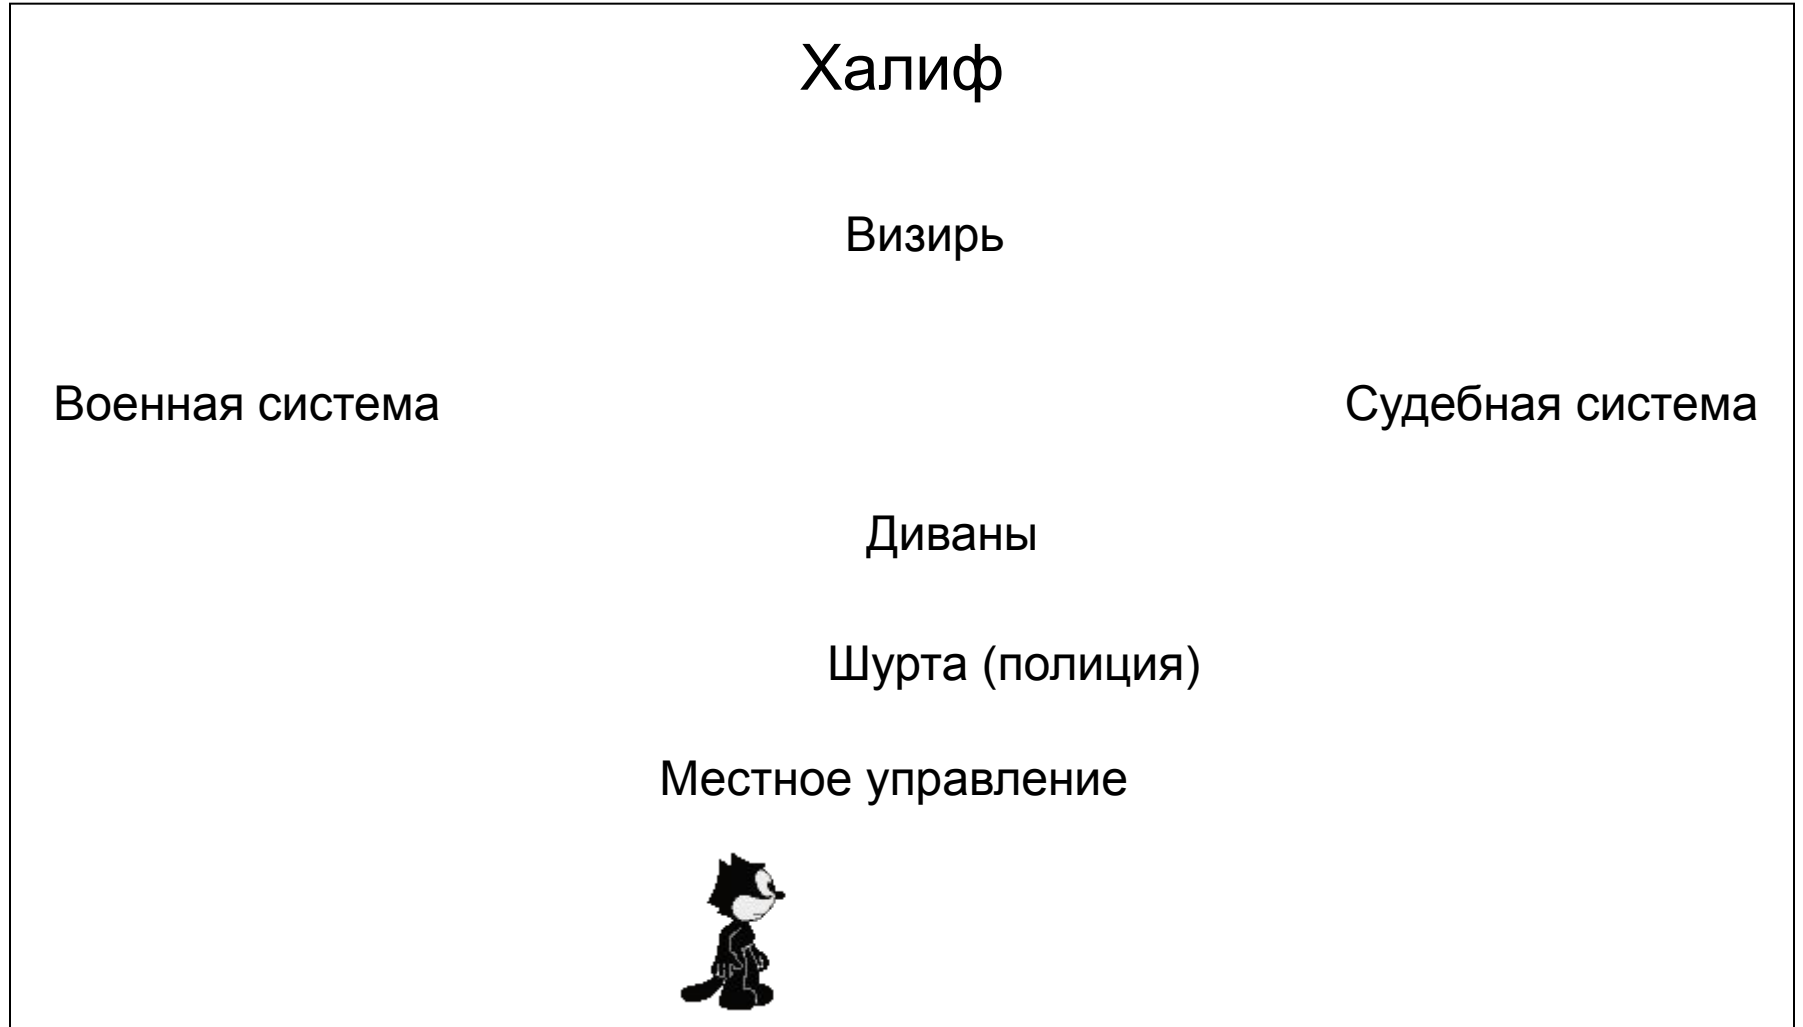 Халиф
Визирь
Военная система
Судебная система
Диваны
Шурта (полиция)
Местное управление